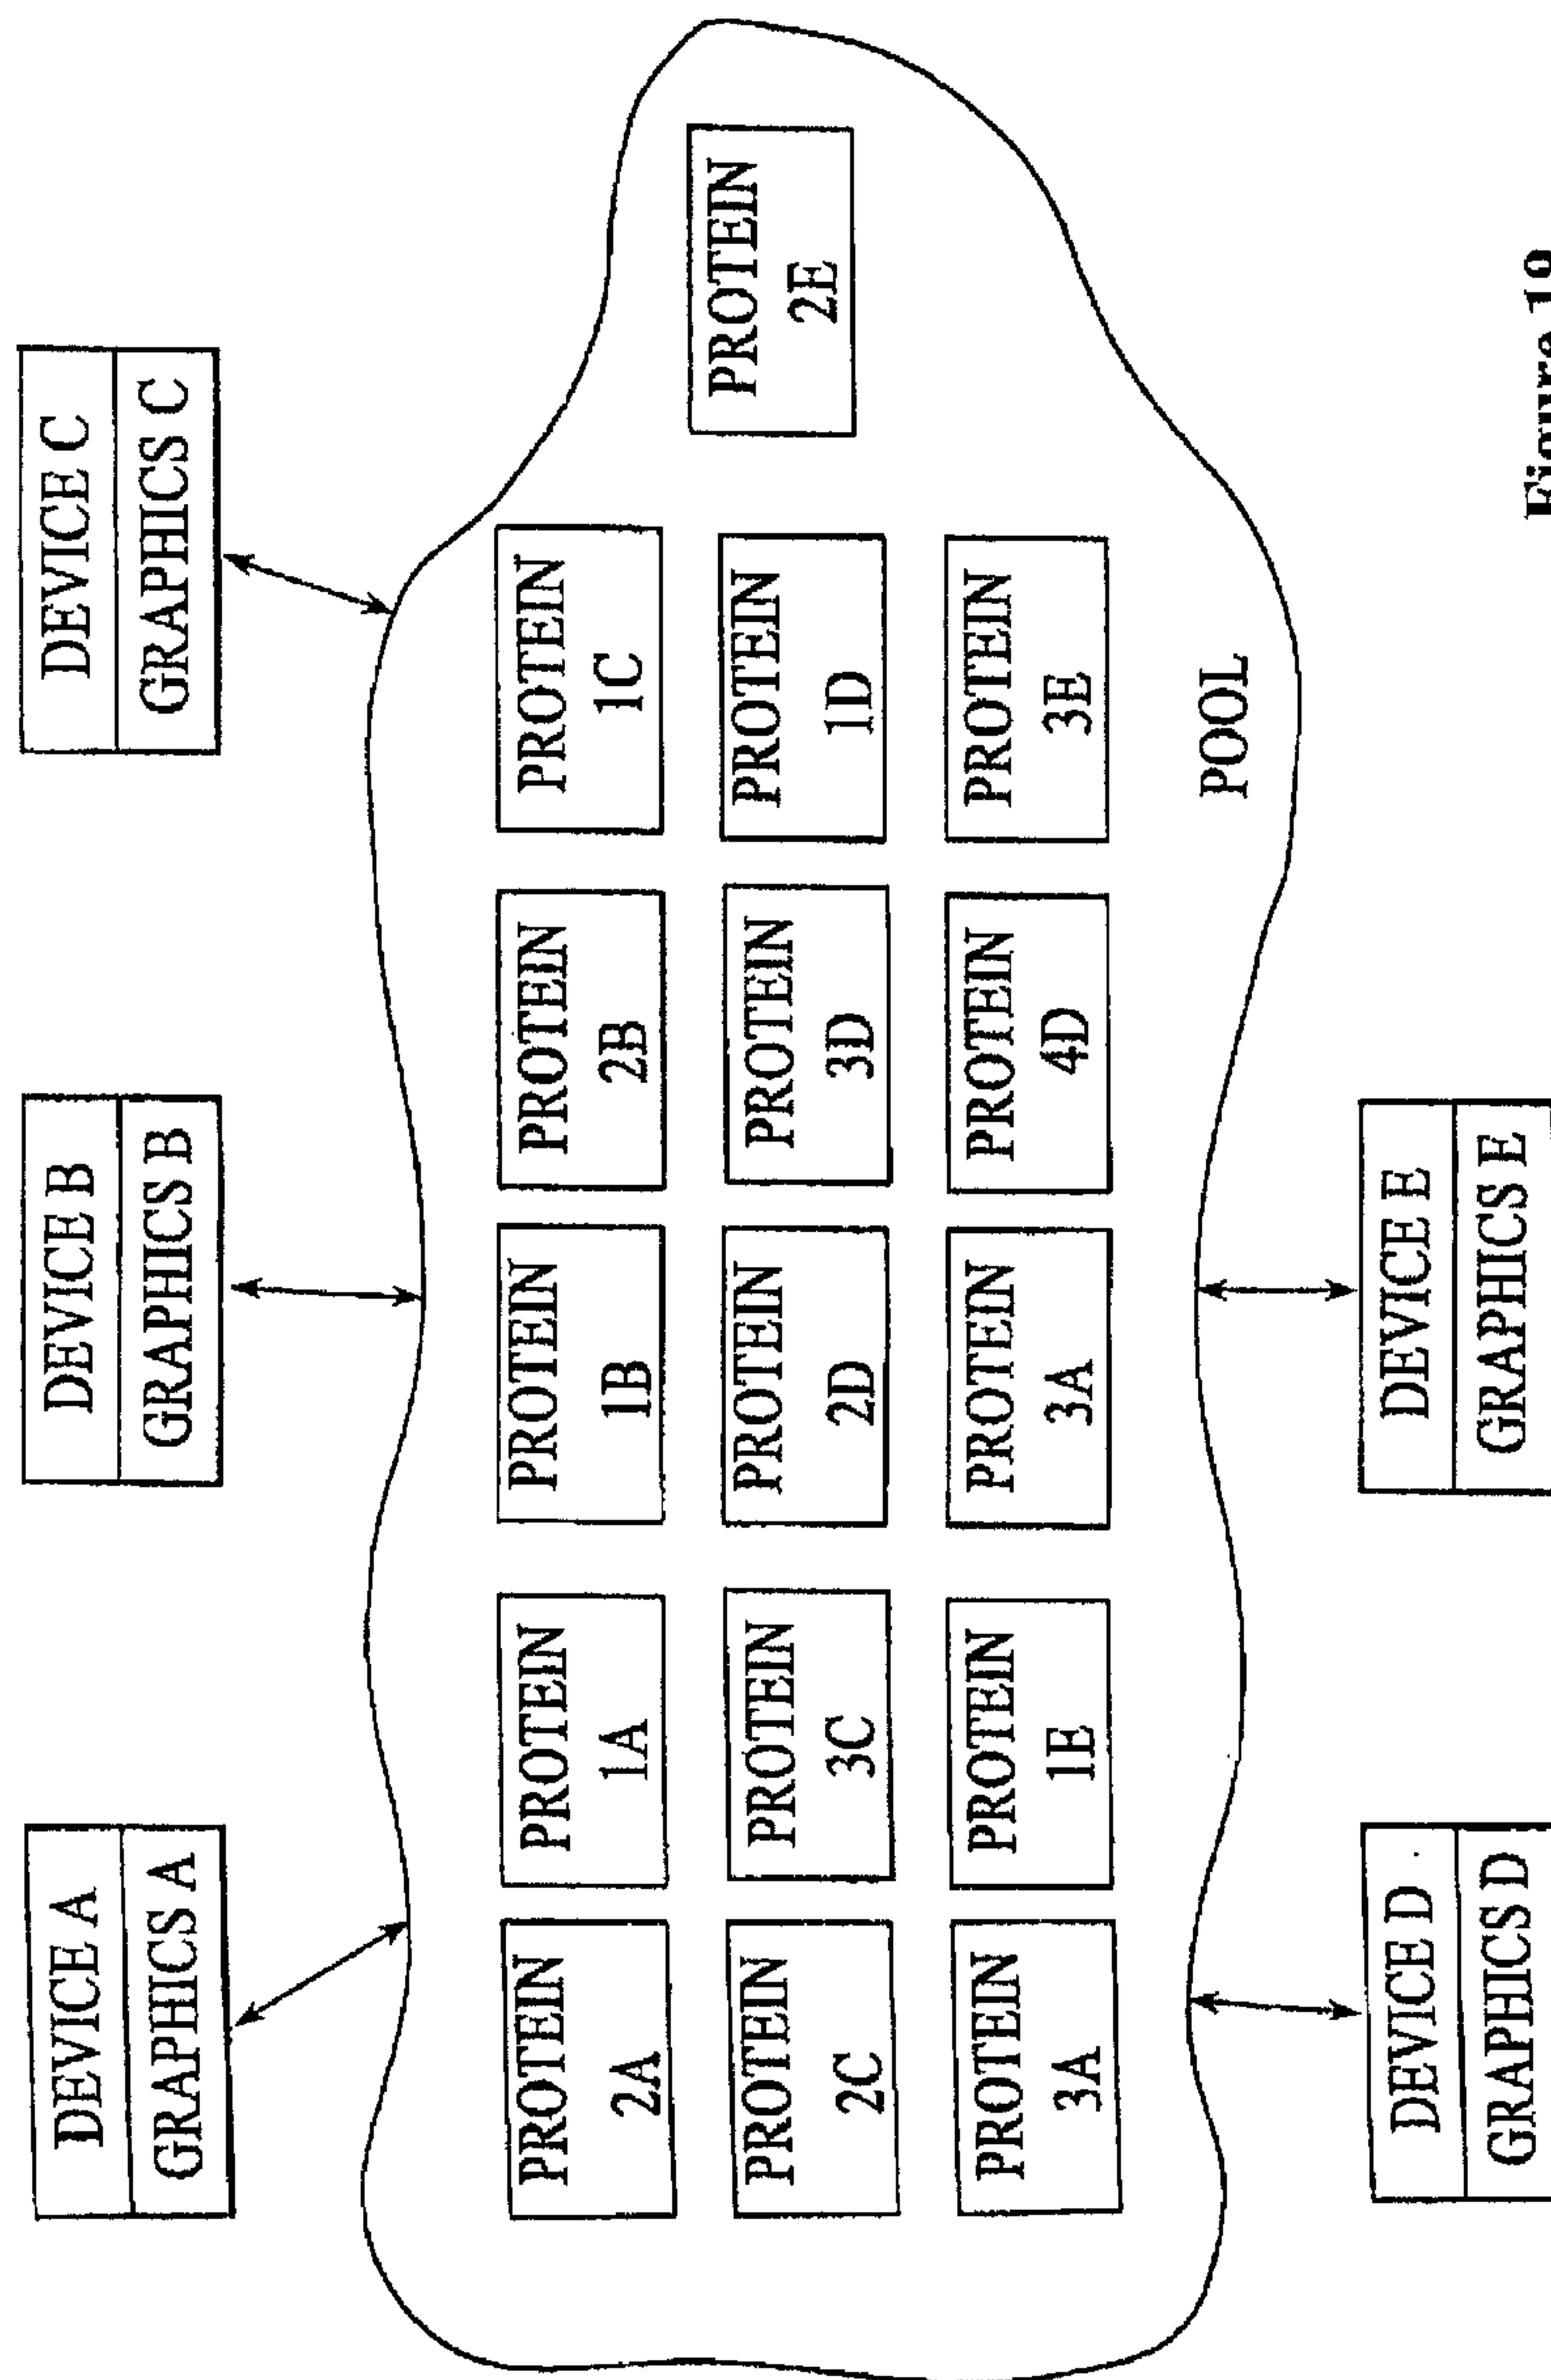 DEVICE A
GRAPHICS A
DEVICE B
GRAPHICS B
DEVICE C
GRAPHICS C
PROTEIN
2A
PROTEIN
1A
PROTEIN
1B
PROTEIN
2B
PROTEIN
1C
PROTEIN
2C
PROTEIN
3C
PROTEIN
2D
PROTEIN
3D
PROTEIN
1D
PROTEIN
2E
PROTEIN
3A
PROTEIN
1E
PROTEIN
3A
PROTEIN
4D
PROTEIN
3E
POOL
DEVICE D
GRAPHICS D
DEVICE E
GRAPHICS E
Figure